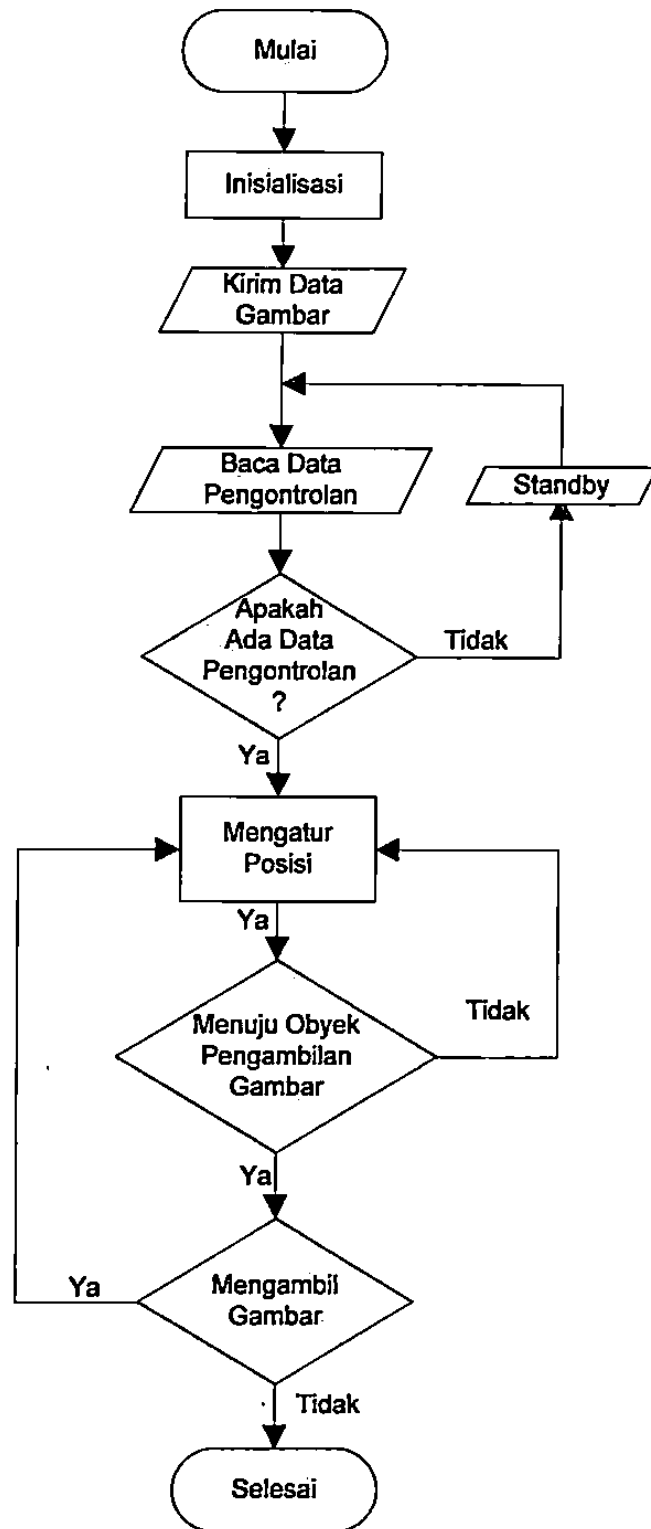 Mulai
Inisialisasi
Kirim Data
Gambar
Baca Data
Pengontrolan
Standby
Apakah
Ada Data
Pengontrolan
?
Tidak
Ya
Mengatur
Posisi
Ya
Menuju Obyek
Pengambilan
Gambar
Tidak
Ya
Mengambil
Gambar
Ya
Tidak
Selesai